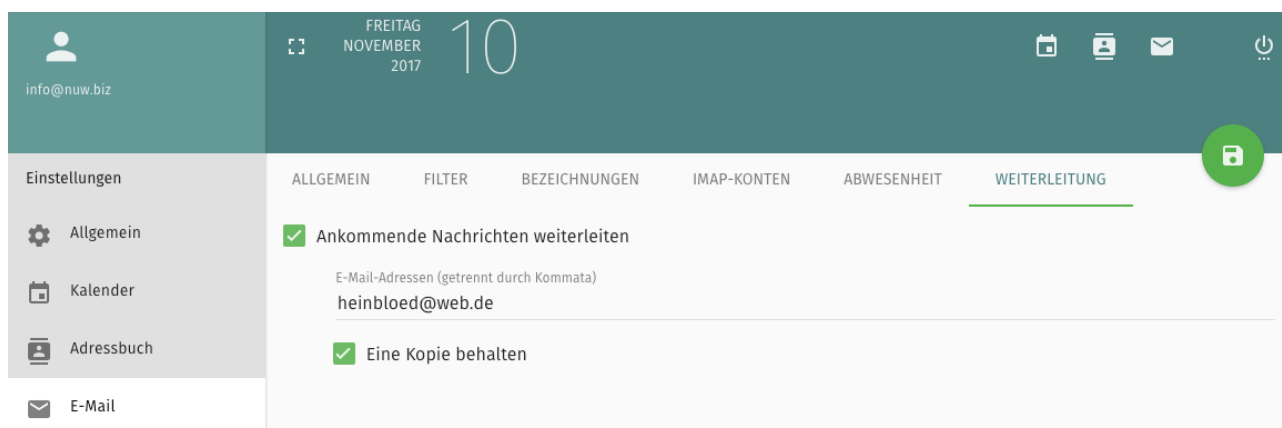 info@nuw.biz
FREITAG
NOVEMBER
2017
10
Einstellungen
Allgemein
Kalender
Adressbuch
E-Mail
ALLGEMEIN FILTER BEZEICHNUNGEN IMAP-KONTEN ABWESENHEIT WEITERLEITUNG
Ankommende Nachrichten weiterleiten
E-Mail-Adressen (getrennt durch Kommata)
heinbloed@web.de
Eine Kopie behalten